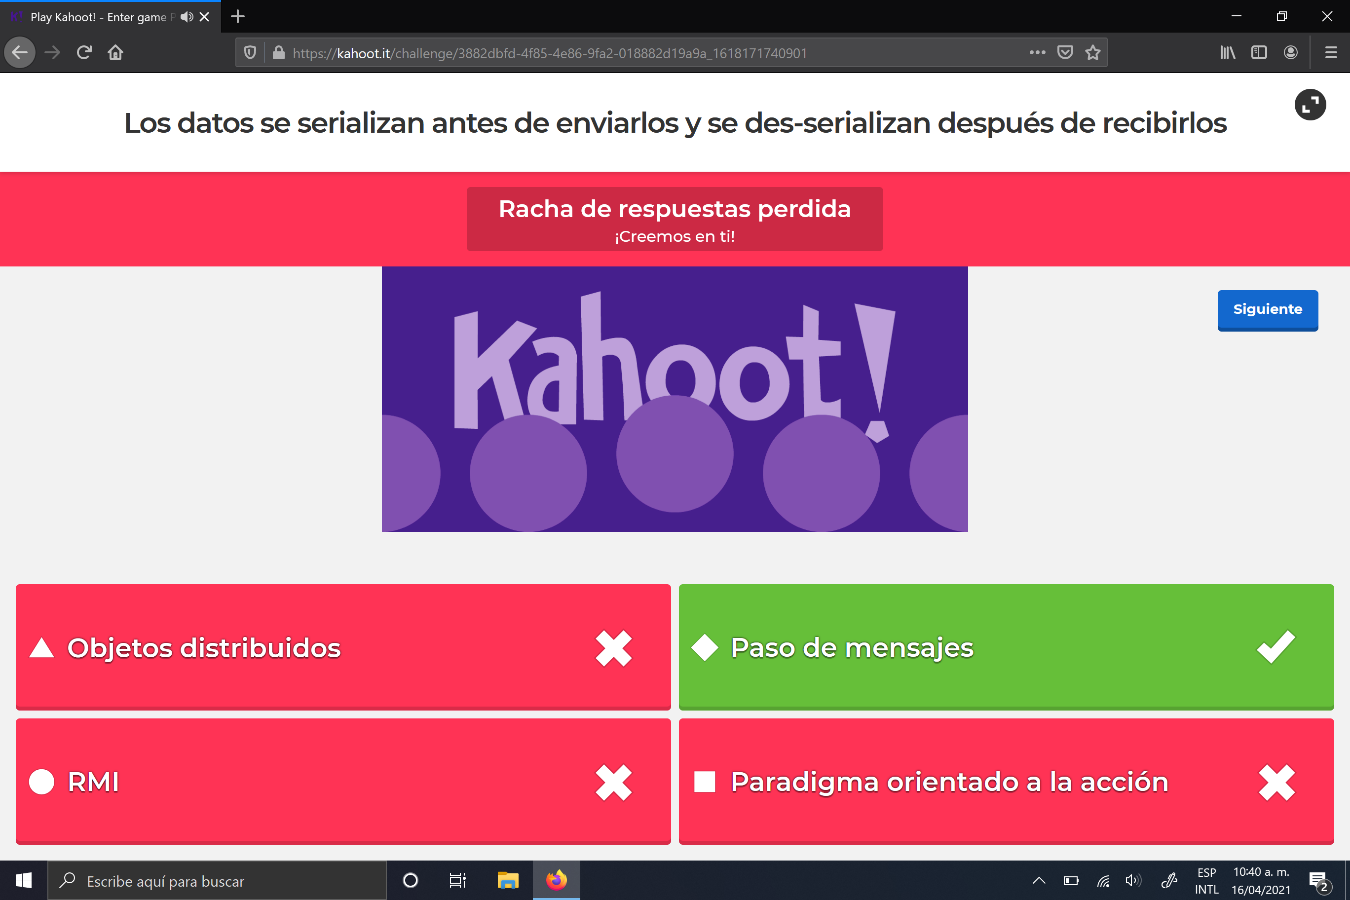 Play Kahoot! - Enter game P
https://kahoot.it/challenge/3882dbfd-4f85-4e86-9fa2-018882d19a9a_1618171740901
Los datos se serializan antes de enviarlos y se des-serializan después de recibirlos
Racha de respuestas perdida
¡Creemos en ti!
Kahoot!
Siguiente
Objetos distribuidos
Paso de mensajes
RMI
Paradigma orientado a la acción
Escribe aquí para buscar
ESP
INTL
10:40 a. m.
16/04/2021
2